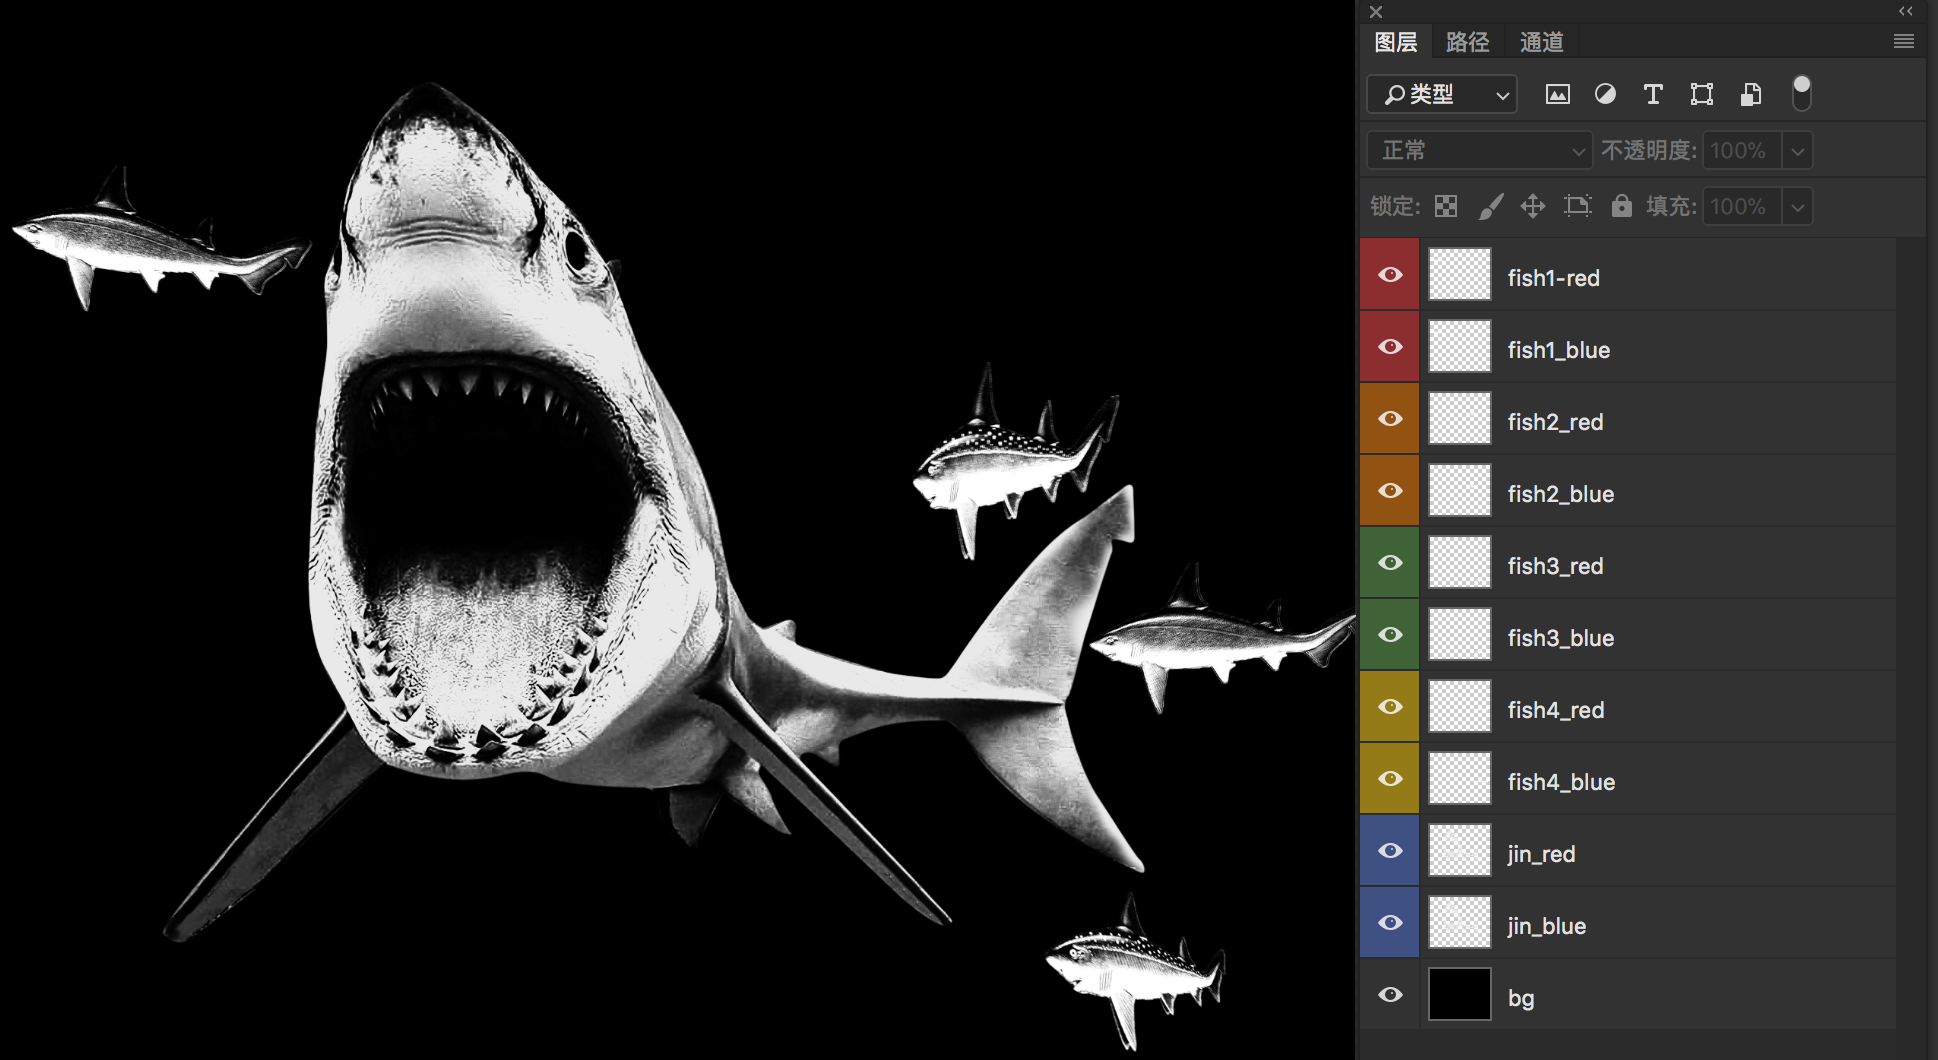 图层 路径 通道
类型
正常 不透明度: 100%
锁定: 填充: 100%
fish1-red
fish1_blue
fish2_red
fish2_blue
fish3_red
fish3_blue
fish4_red
fish4_blue
jin_red
jin_blue
bg